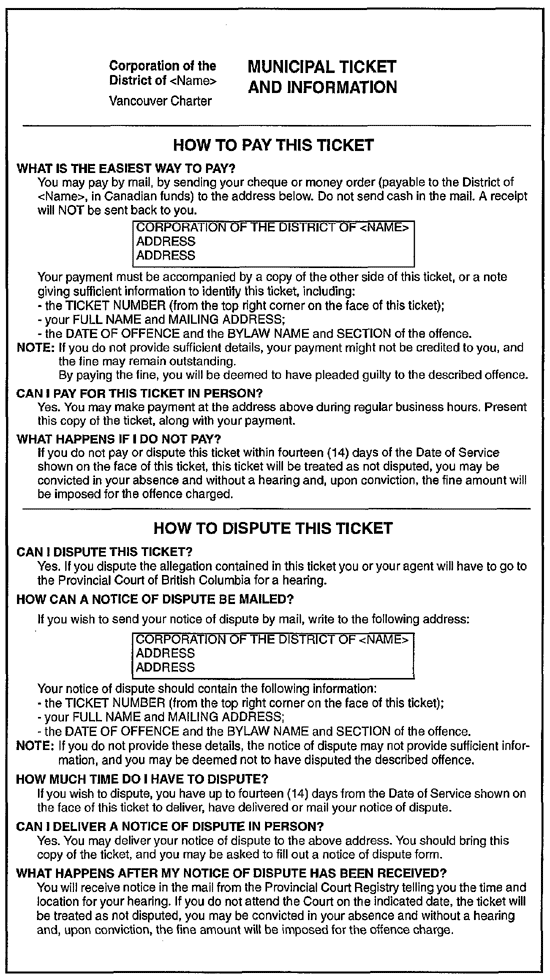 Corporation of the
District of <Name>
Vancouver Charter
MUNICIPAL TICKET
AND INFORMATION
HOW TO PAY THIS TICKET
WHAT IS THE EASIEST WAY TO PAY?
You may pay by mail, by sending your cheque or money order (payable to the District of
<Name>, in Canadian funds) to the address below. Do not send cash in the mail. A receipt
will NOT be sent back to you.
CORPORATION OF THE DISTRICT OF <NAME>
ADDRESS
ADDRESS
Your payment must be accompanied by a copy of the other side of this ticket, or a note
giving sufficient information to identify this ticket, including:
- the TICKET NUMBER (from the top right corner on the face of this ticket);
- your FULL NAME and MAILING ADDRESS;
- the DATE OF OFFENCE and the BYLAW NAME and SECTION of the offence.
NOTE: If you do not provide sufficient details, your payment might not be credited to you, and
the fine may remain outstanding.
By paying the fine, you will be deemed to have pleaded guilty to the described offence.
CAN I PAY FOR THIS TICKET IN PERSON?
Yes. You may make payment at the address above during regular business hours. Present
this copy of the ticket, along with your payment.
WHAT HAPPENS IF I DO NOT PAY?
If you do not pay or dispute this ticket within fourteen (14) days of the Date of Service
shown on the face of this ticket, this ticket will be treated as not disputed, you may be
convicted in your absence and without a hearing and, upon conviction, the fine amount will
be imposed for the offence charged.
HOW TO DISPUTE THIS TICKET
CAN I DISPUTE THIS TICKET?
Yes. If you dispute the allegation contained in this ticket you or your agent will have to go to
the Provincial Court of British Columbia for a hearing.
HOW CAN A NOTICE OF DISPUTE BE MAILED?
If you wish to send your notice of dispute by mail, write to the following address:
CORPORATION OF THE DISTRICT OF <NAME>
ADDRESS
ADDRESS
Your notice of dispute should contain the following information:
- the TICKET NUMBER (from the top right corner on the face of this ticket);
- your FULL NAME and MAILING ADDRESS;
- the DATE OF OFFENCE and the BYLAW NAME and SECTION of the offence.
NOTE: If you do not provide these details, the notice of dispute may not provide sufficient infor-
mation, and you may be deemed not to have disputed the described offence.
HOW MUCH TIME DO I HAVE TO DISPUTE?
If you wish to dispute, you have up to fourteen (14) days from the Date of Service shown on
the face of this ticket to deliver, have delivered or mail your notice of dispute.
CAN I DELIVER A NOTICE OF DISPUTE IN PERSON?
Yes. You may deliver your notice of dispute to the above address. You should bring this
copy of the ticket, and you may be asked to fill out a notice of dispute form.
WHAT HAPPENS AFTER MY NOTICE OF DISPUTE HAS BEEN RECEIVED?
You will receive notice in the mail from the Provincial Court Registry telling you the time and
location for your hearing. If you do not attend the Court on the indicated date, the ticket will
be treated as not disputed, you may be convicted in your absence and without a hearing
and, upon conviction, the fine amount will be imposed for the offence charge.